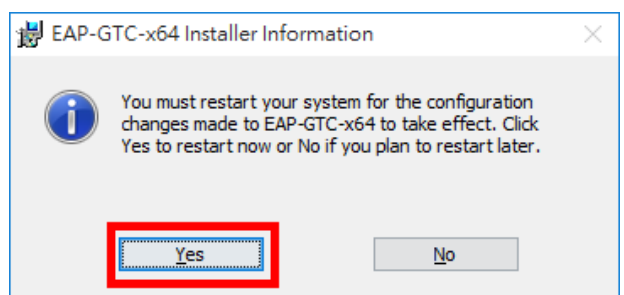 EAP-GTC-x64 Installer Information
You must restart your system for the configuration
changes made to EAP-GTC-x64 to take effect. Click
Yes to restart now or No if you plan to restart later.
Yes
No